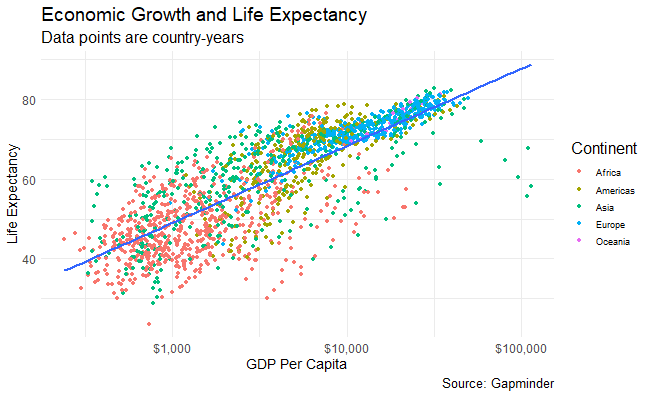 Economic Growth and Life Expectancy
Data points are country-years
Life Expectancy
80
60
40
$1,000
$10,000
$100,000
GDP Per Capita
Continent
Africa
Americas
Asia
Europe
Oceania
Source: Gapminder